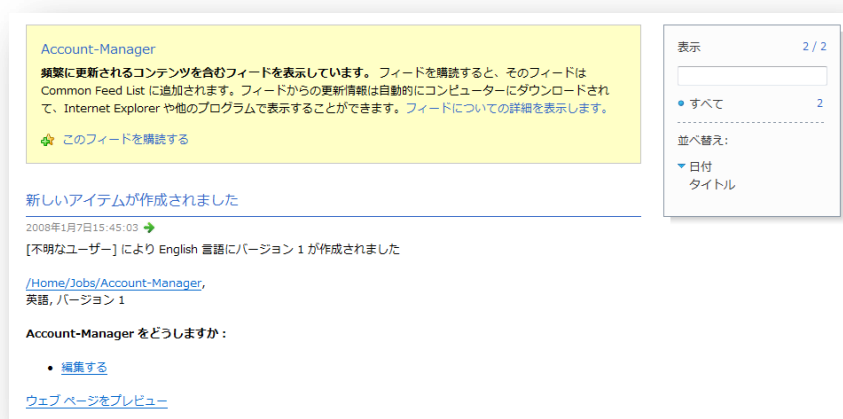 Account-Manager
頻繁に更新されるコンテンツを含むフィードを表示しています。 フィードを購読すると、そのフィードは
Common Feed List に追加されます。フィードからの更新情報は自動的にコンピューターにダウンロードされ
て、Internet Explorer や他のプログラムで表示することができます。フィードについての詳細を表示します。
このフィードを購読する
新しいアイテムが作成されました
2008年1月7日15:45:03
[不明なユーザー] により English 言語にバージョン 1 が作成されました
/Home/Jobs/Account-Manager,
英語, バージョン 1
Account-Manager をどうしますか :
• 編集する
ウェブ ページをプレビュー
表示 2 / 2
すべて 2
並べ替え:
日付
タイトル